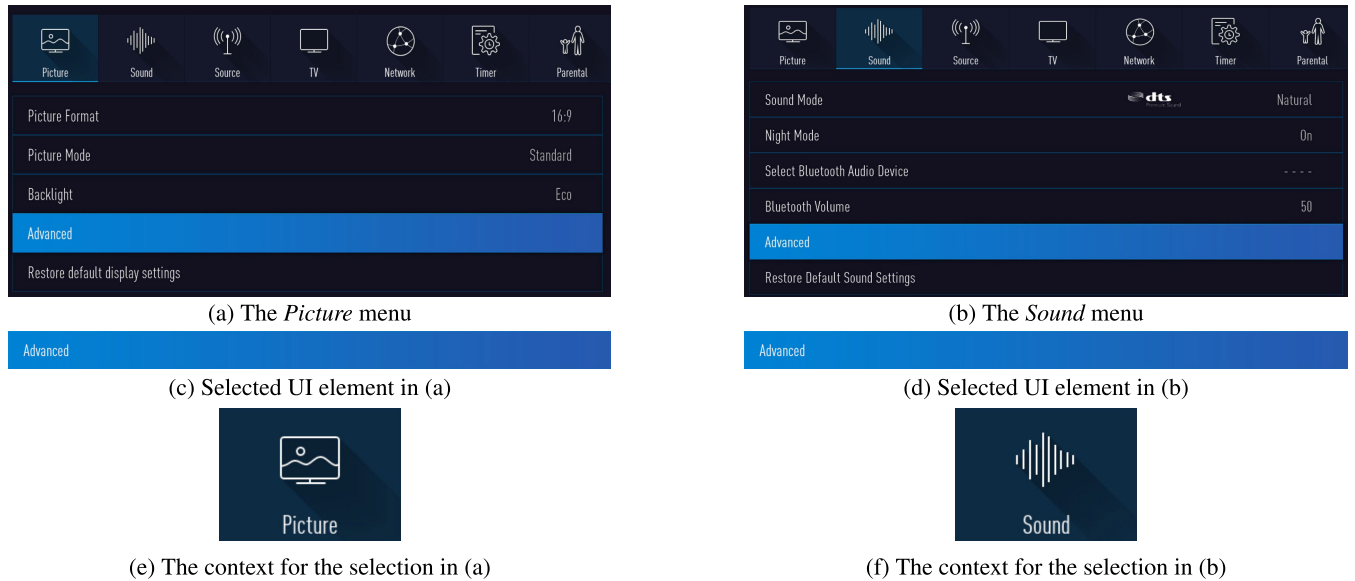 Picture Sound Source TV Network Timer Parental
Picture Format 16:9
Picture Mode Standard
Backlight Eco
Advanced
Restore default display settings
(a) The Picture menu
Advanced
(c) Selected UI element in (a)
Picture
(e) The context for the selection in (a)
Picture Sound Source TV Network Timer Parental
Sound Mode dts Premium Sound Natural
Night Mode On
Select Bluetooth Audio Device - - - -
Bluetooth Volume 50
Advanced
Restore Default Sound Settings
(b) The Sound menu
Advanced
(d) Selected UI element in (b)
Sound
(f) The context for the selection in (b)